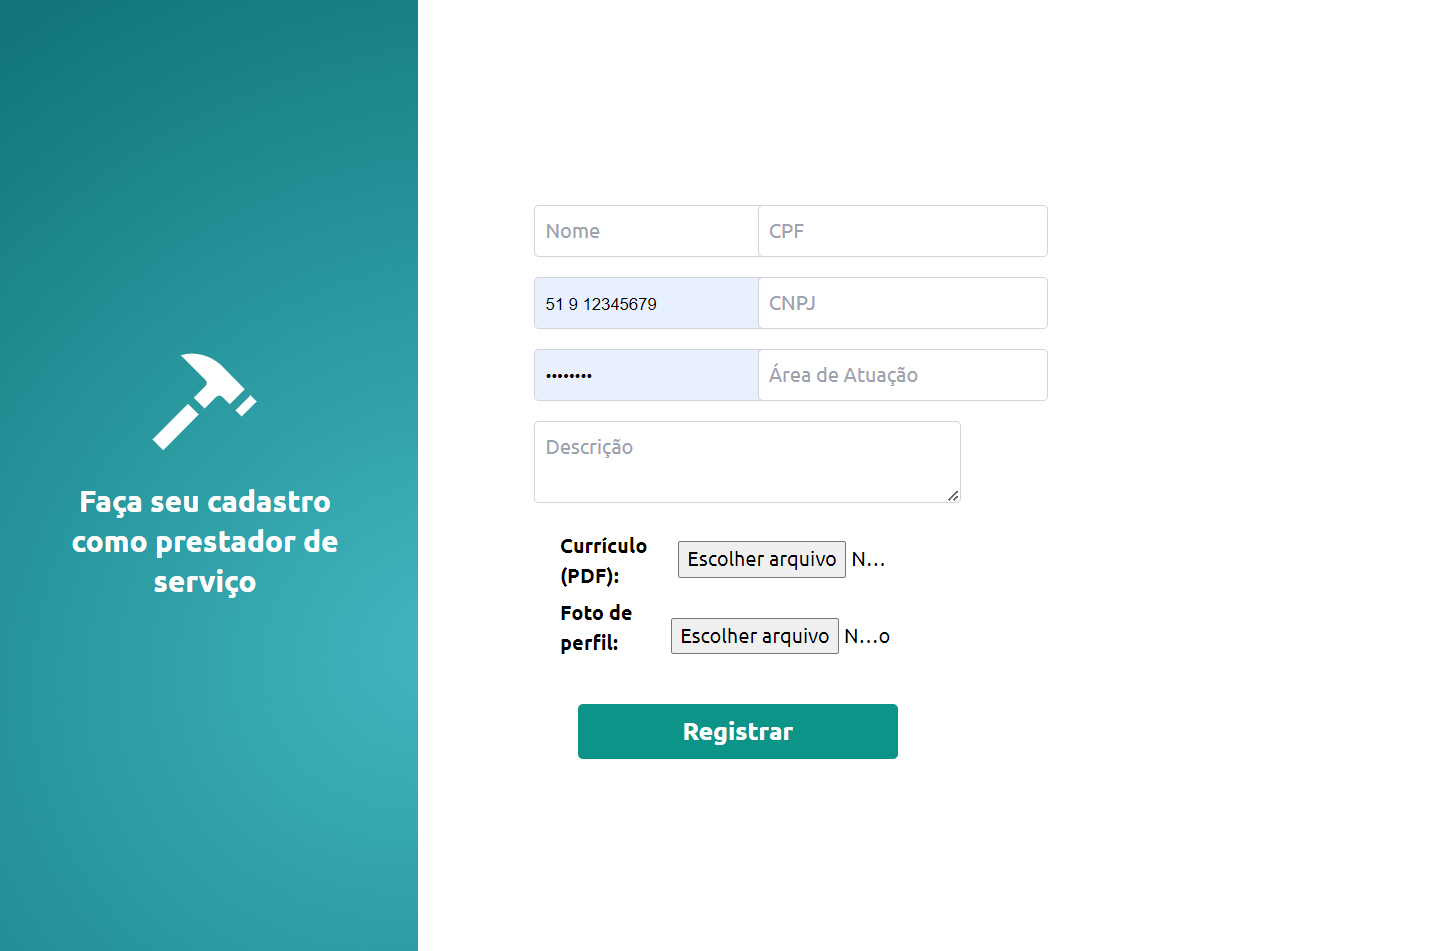 Faça seu cadastro
como prestador de
serviço
Nome
CPF
51 9 12345679
CNPJ
••••••••
Área de Atuação
Descrição
Currículo
(PDF):
Escolher arquivo N...
Foto de
perfil:
Escolher arquivo N...o
Registrar